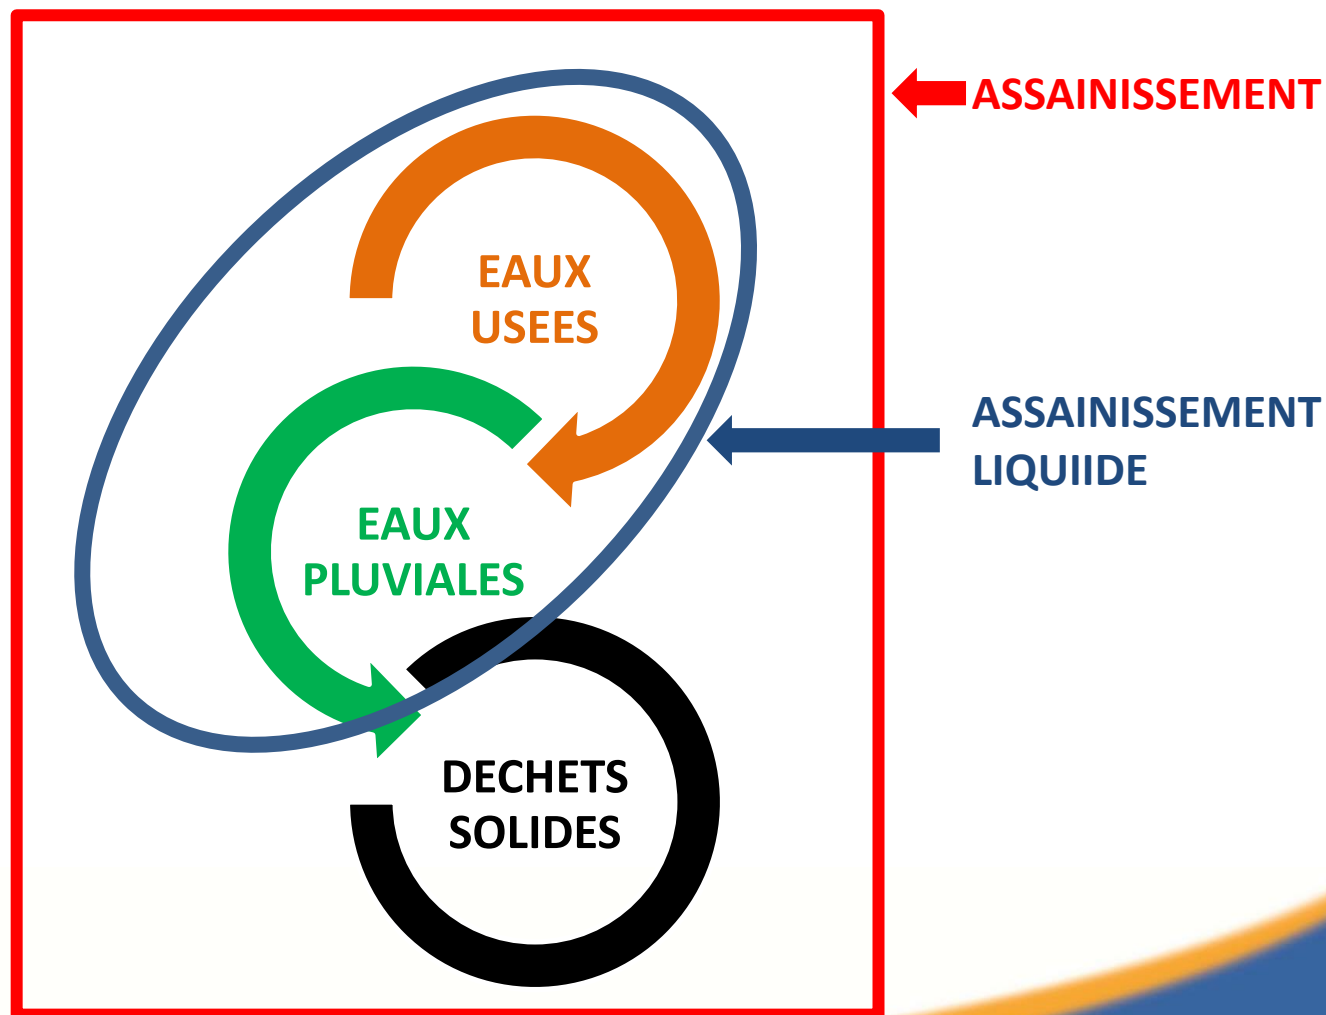 ASSAINISSEMENT
EAUX
USEES
ASSAINISSEMENT
LIQUIIDE
EAUX
PLUVIALES
DECHETS
SOLIDES